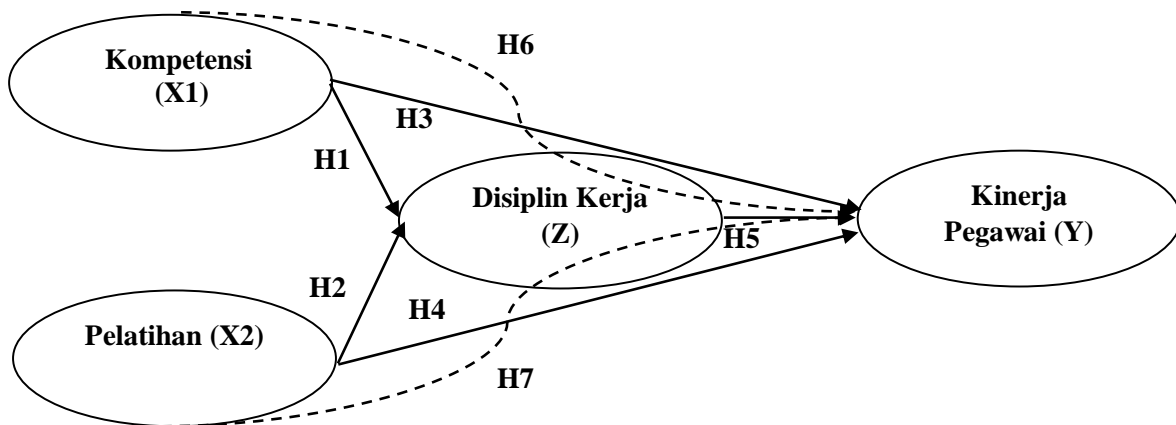 H6
Kompetensi
(X1)
H3
H1
Disiplin Kerja
(Z)
Kinerja
Pegawai (Y)
H5
H2
H4
Pelatihan (X2)
H7